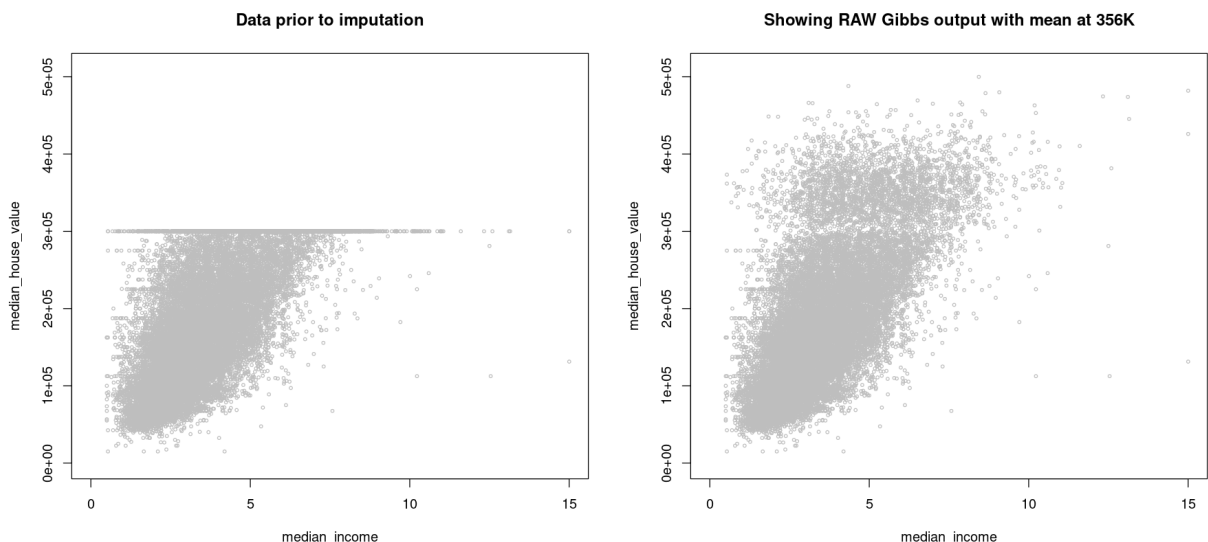 Data prior to imputation
median_house_value
5e+05
4e+05
3e+05
2e+05
1e+05
0e+00
0 5 10 15
median_income
Showing RAW Gibbs output with mean at 356K
median_house_value
5e+05
4e+05
3e+05
2e+05
1e+05
0e+00
0 5 10 15
median_income